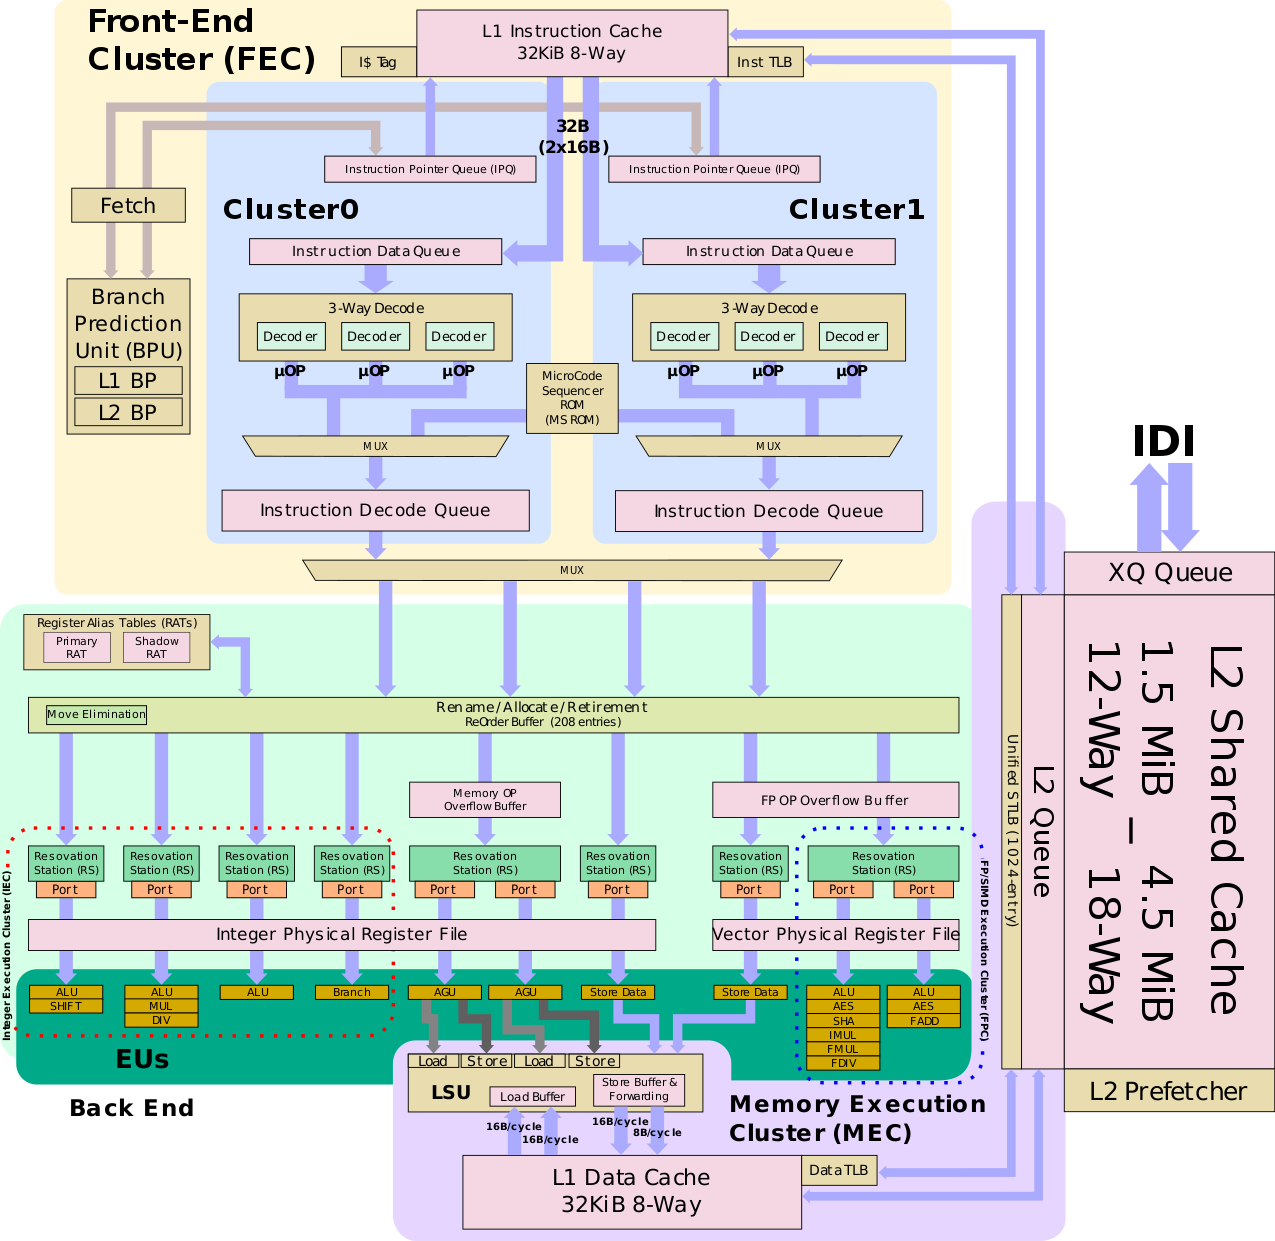 Front-End
Cluster (FEC)
L1 Instruction Cache
32KiB 8-Way
I$ Tag
Inst TLB
32B
(2x16B)
Instruction Pointer Queue (IPQ)
Instruction Pointer Queue (IPQ)
Fetch
Cluster0
Cluster1
Instruction Data Queue
Instruction Data Queue
Branch
Prediction
Unit (BPU)
L1 BP
L2 BP
3-Way Decode
Decoder
Decoder
Decoder
3-Way Decode
Decoder
Decoder
Decoder
µOP
µOP
µOP
µOP
µOP
µOP
MicroCode
Sequencer
ROM
(MS ROM)
MUX
MUX
Instruction Decode Queue
Instruction Decode Queue
MUX
IDI
XQ Queue
L2 Shared Cache
1.5 MiB – 4.5 MiB
12-Way 18-Way
L2 Prefetcher
Unified STLB (1024-entry)
L2 Queue
Register Alias Tables (RATs)
Primary
RAT
Shadow
RAT
Move Elimination
Rename/Allocate/Retirement
ReOrder Buffer (208 entries)
Memory OP
Overflow Buffer
FP OP Overflow Buffer
Integer Execution Cluster (IEC)
FP/SIMD Execution Cluster (FPC)
Resovation
Station (RS)
Resovation
Station (RS)
Resovation
Station (RS)
Resovation
Station (RS)
Resovation
Station (RS)
Resovation
Station (RS)
Resovation
Station (RS)
Resovation
Station (RS)
Port
Port
Port
Port
Port
Port
Port
Port
Port
Port
Integer Physical Register File
Vector Physical Register File
ALU
SHIFT
ALU
MUL
DIV
ALU
Branch
AGU
AGU
Store Data
Store Data
ALU
AES
SHA
IMUL
FMUL
FDIV
ALU
AES
FADD
EUs
Back End
Load
Store
Load
Store
LSU
Load Buffer
Store Buffer &
Forwarding
16B/cycle
16B/cycle
16B/cycle
8B/cycle
Memory Execution
Cluster (MEC)
L1 Data Cache
32KiB 8-Way
Data TLB